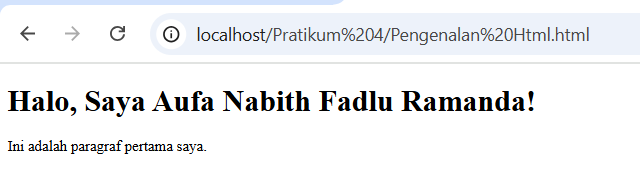 localhost/Pratikum%204/Pengenalan%20Html.html
Halo, Saya Aufa Nabith Fadlu Ramanda!
Ini adalah paragraf pertama saya.